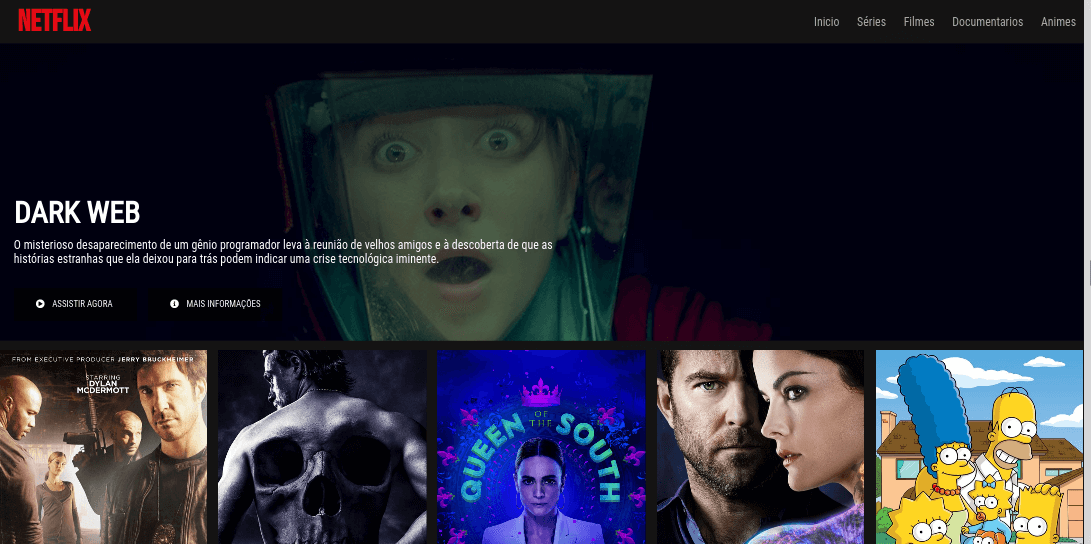 NETFLIX
Inicio Séries Filmes Documentarios Animes
DARK WEB
O misterioso desaparecimento de um gênio programador leva à reunião de velhos amigos e à descoberta de que as
histórias estranhas que ela deixou para trás podem indicar uma crise tecnológica iminente.
ASSISTIR AGORA MAIS INFORMAÇÕES
FROM EXECUTIVE PRODUCER JERRY BRUCKHEIMER
STARRING
DYLAN
MCDERMOTT
QUEEN
OF
THE
SOUTH